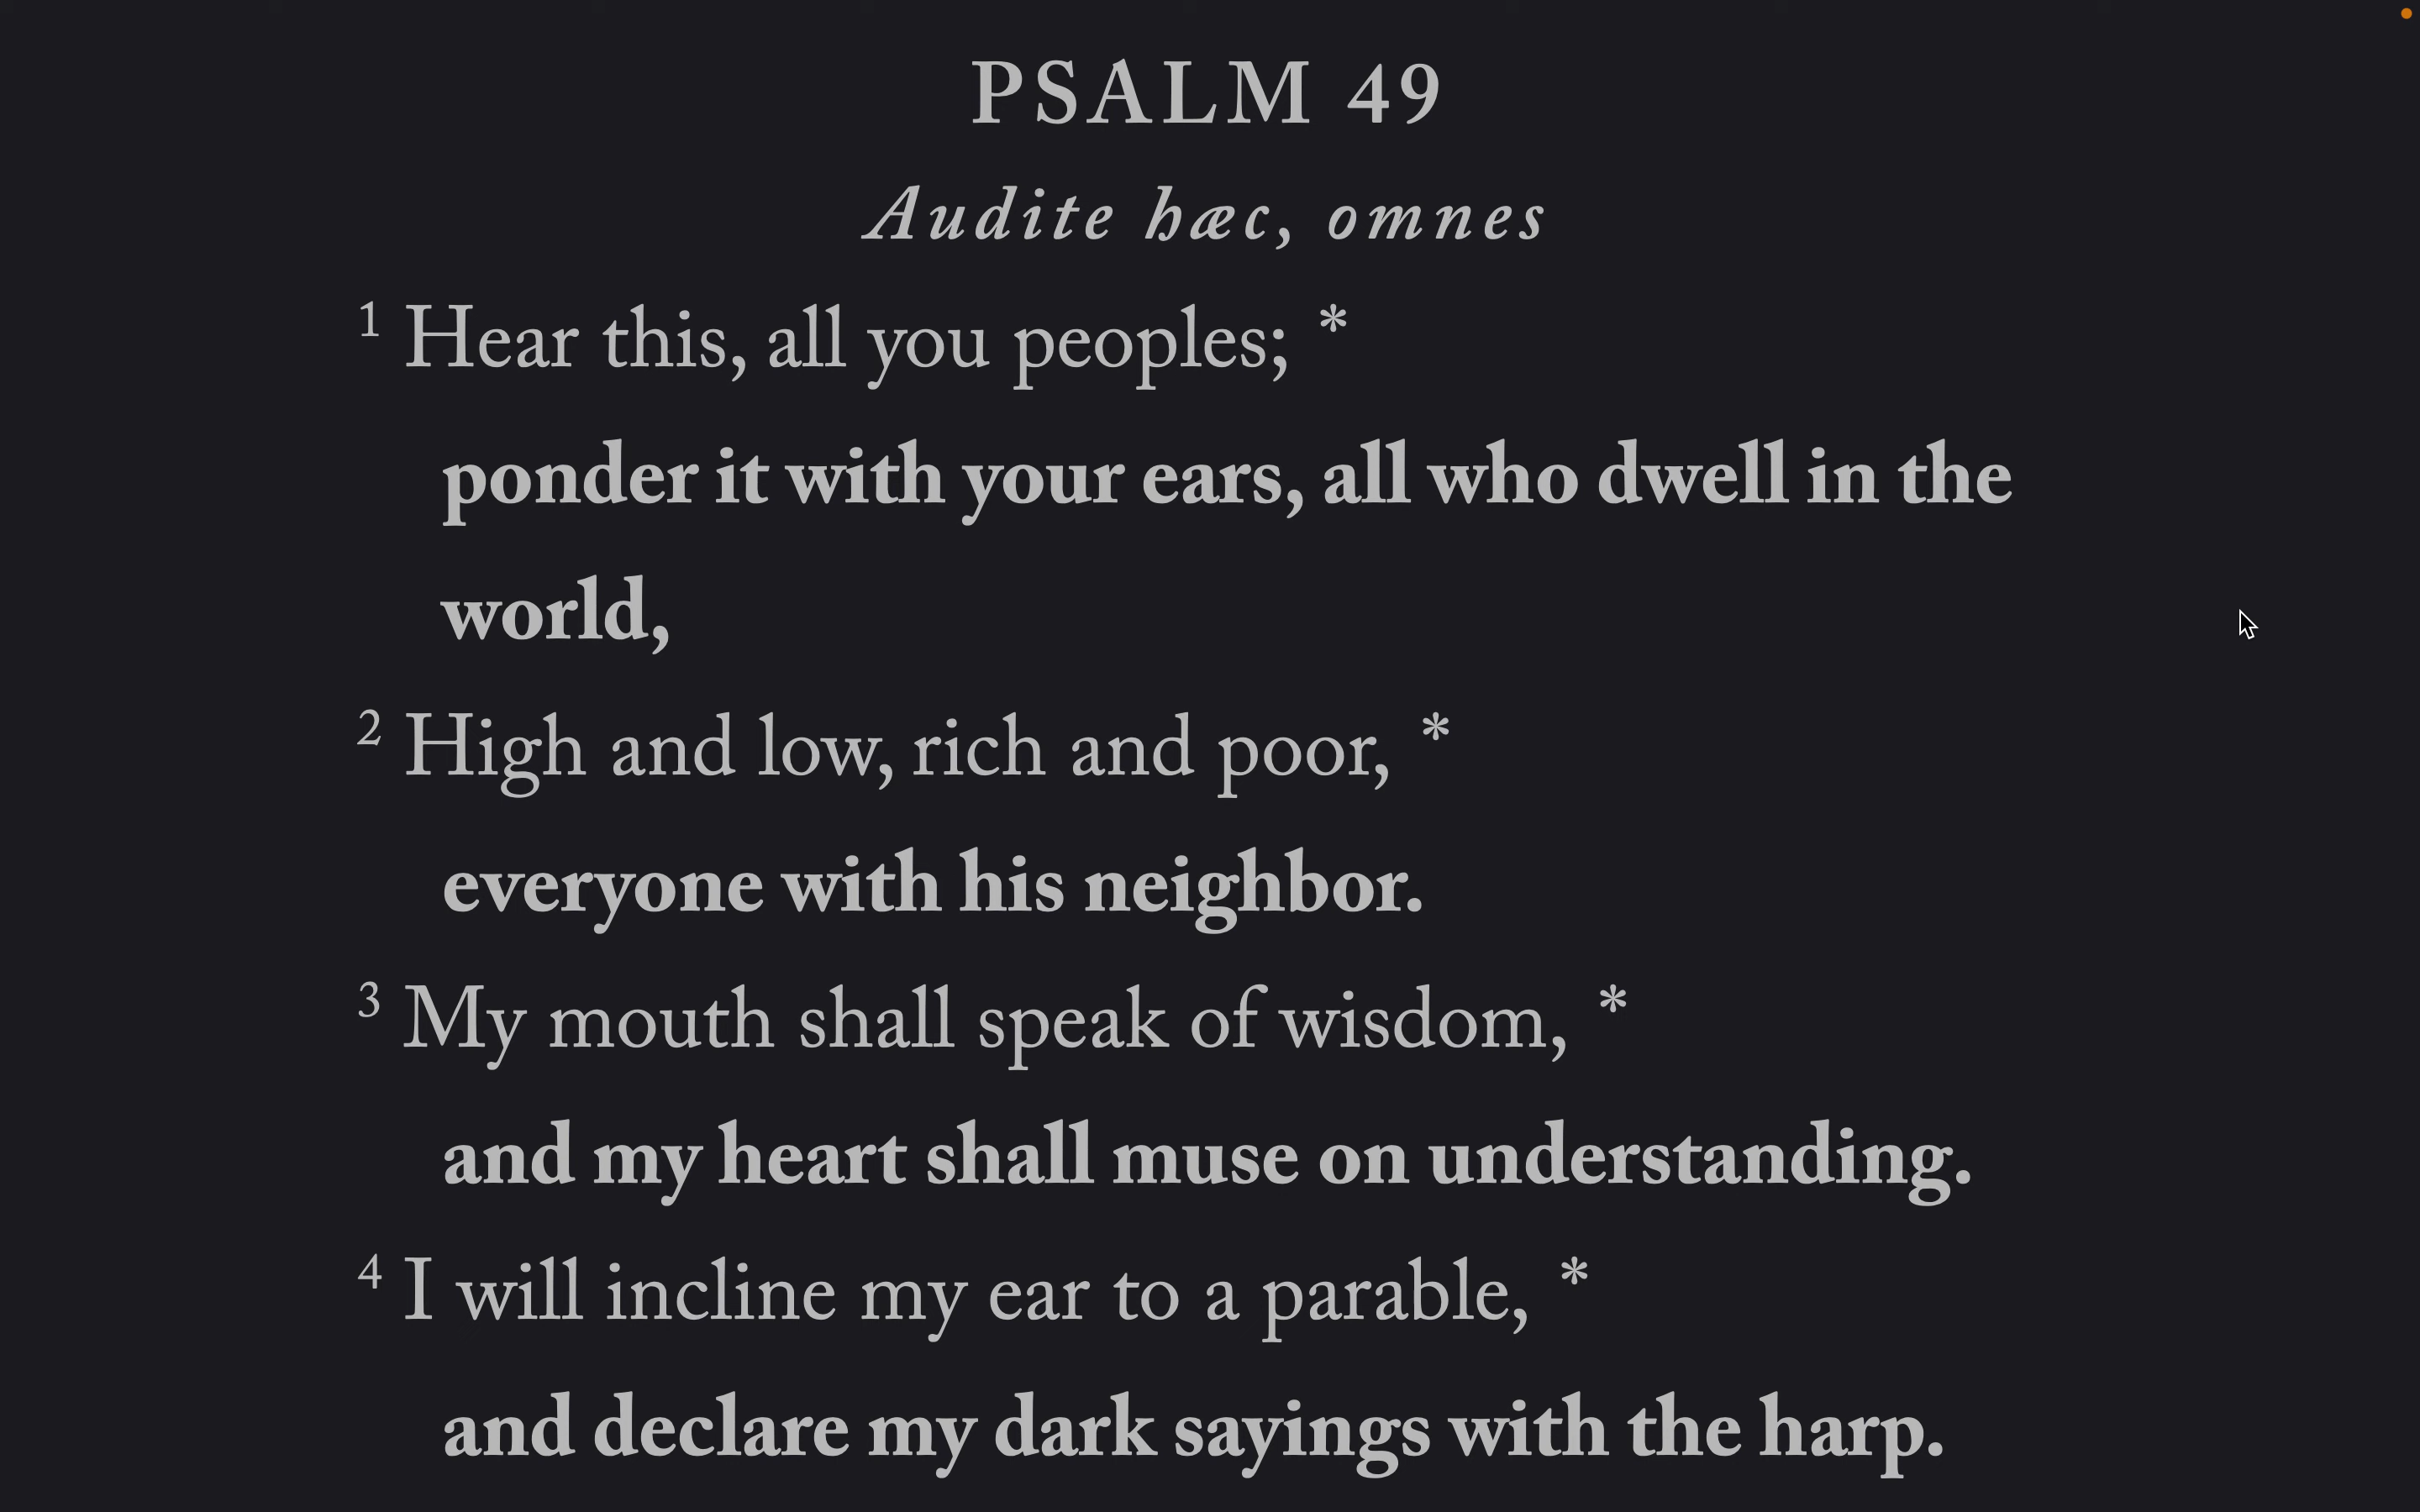 PSALM 49
Audite hæc, omnes
1 Hear this, all you peoples; *
ponder it with your ears, all who dwell in the
world,
2 High and low, rich and poor, *
everyone with his neighbor.
3 My mouth shall speak of wisdom, *
and my heart shall muse on understanding.
4 I will incline my ear to a parable, *
and declare my dark sayings with the harp.